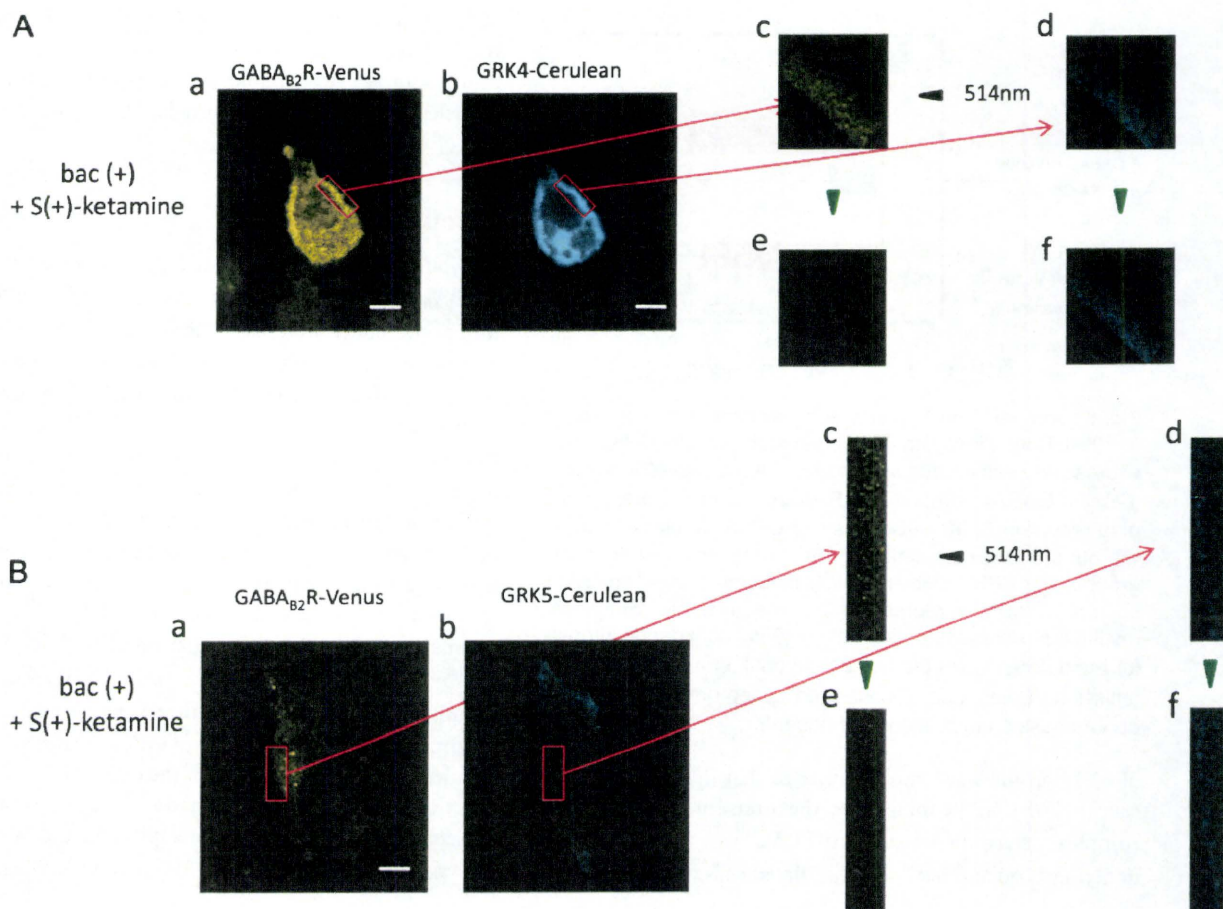 A
c
d
a
GABAB2R-Venus
b
GRK4-Cerulean
514nm
bac (+)
+ S(+)-ketamine
e
f
c
d
514nm
B
a
GABAB2R-Venus
b
GRK5-Cerulean
bac (+)
+ S(+)-ketamine
e
f